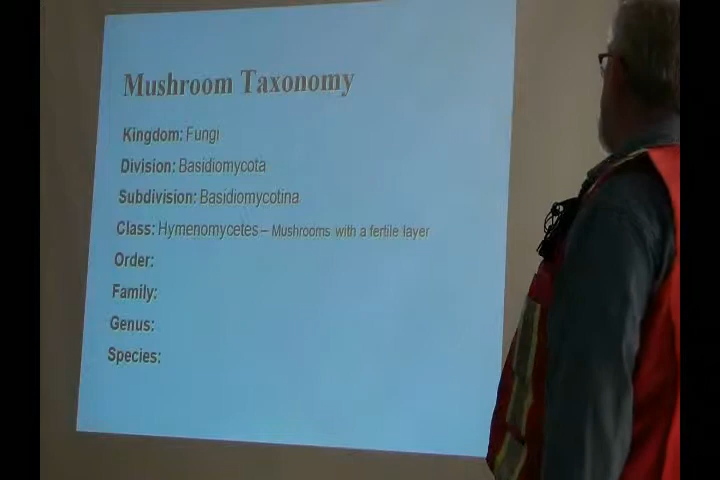 Mushroom Taxonomy
Kingdom: Fungi
Division: Basidiomycota
Subdivision: Basidiomycotina
Class: Hymenomycetes – Mushrooms with a fertile layer
Order:
Family:
Genus:
Species: